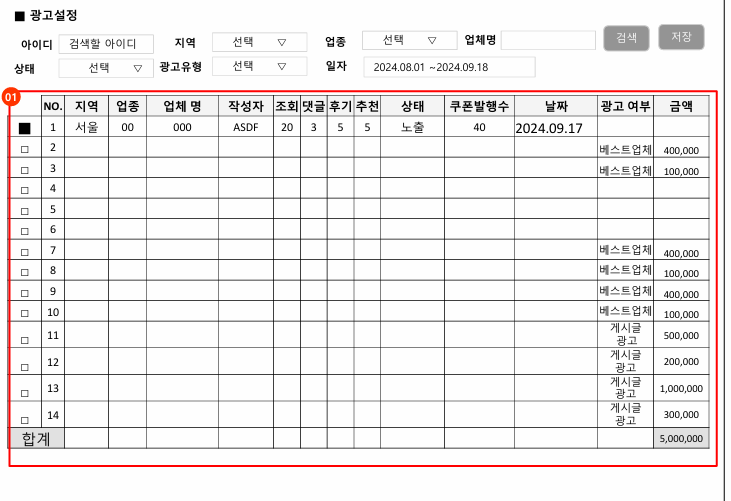 ■ 광고설정
아이디 검색할 아이디 지역 선택 ▽ 업종 선택 ▽ 업체명 검색 저장
상태 선택 ▽ 광고유형 선택 ▽ 일자 2024.08.01 ~2024.09.18
01
NO. 지역 업종 업체 명 작성자 조회 댓글 후기 추천 상태 쿠폰발행수 날짜 광고 여부 금액
■ 1 서울 00 000 ASDF 20 3 5 5 노출 40 2024.09.17
□ 2 베스트업체 400,000
□ 3 베스트업체 100,000
□ 4
□ 5
□ 6
□ 7 베스트업체 400,000
□ 8 베스트업체 100,000
□ 9 베스트업체 400,000
□ 10 베스트업체 100,000
□ 11 게시글 광고 500,000
□ 12 게시글 광고 200,000
□ 13 게시글 광고 1,000,000
□ 14 게시글 광고 300,000
합계 5,000,000